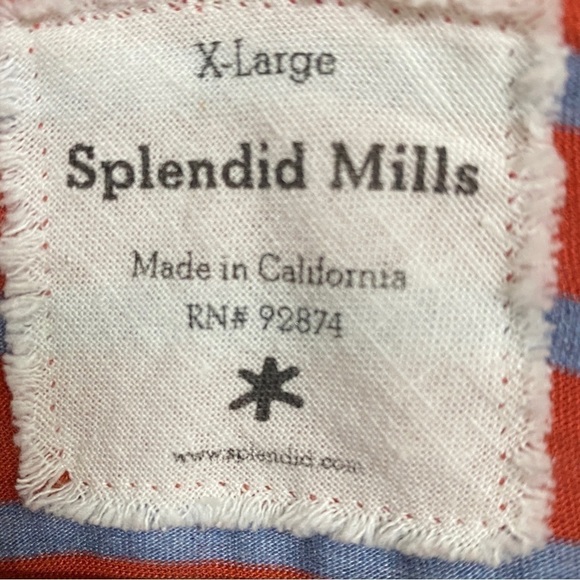 X-Large
Splendid Mills
Made in California
RN# 92874
www.splendid.com